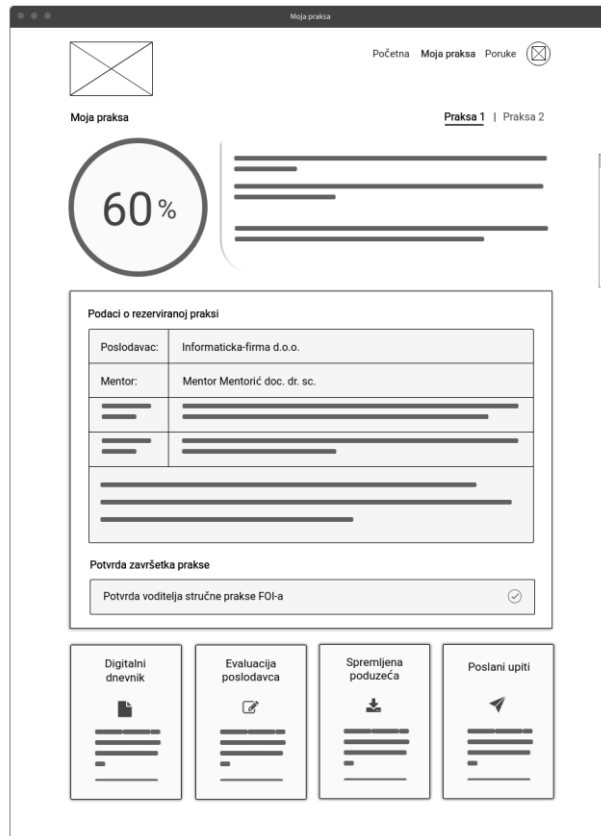 Moja praksa
Početna Moja praksa Poruke
Moja praksa
Praksa 1 | Praksa 2
60%
Podaci o rezerviranoj praksi
Poslodavac: Informaticka-firma d.o.o.
Mentor: Mentor Mentorić doc. dr. sc.
Potvrda završetka prakse
Potvrda voditelja stručne prakse FOI-a
Digitalni
dnevnik
Evaluacija
poslodavca
Spremljena
poduzeća
Poslani upiti